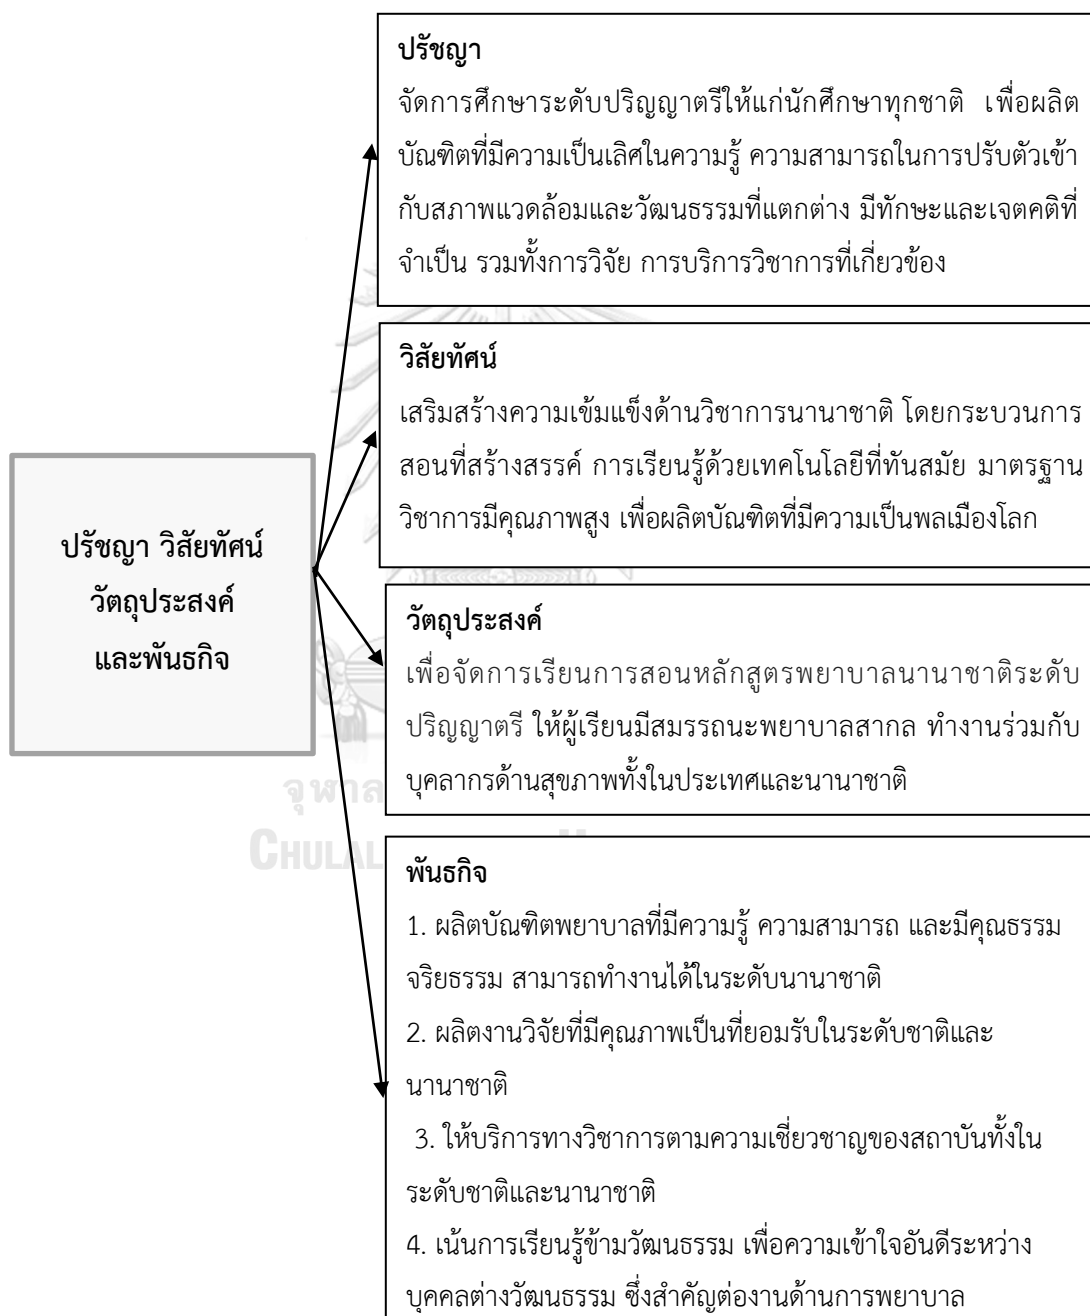 ปรัชญา วิสัยทัศน์
วัตถุประสงค์
และพันธกิจ
ปรัชญา
จัดการศึกษาระดับปริญญาตรีให้แก่นักศึกษาทุกชาติ เพื่อผลิต
บัณฑิตที่มีความเป็นเลิศในความรู้ ความสามารถในการปรับตัวเข้า
กับสภาพแวดล้อมและวัฒนธรรมที่แตกต่าง มีทักษะและเจตคติที่
จำเป็น รวมทั้งการวิจัย การบริการวิชาการที่เกี่ยวข้อง
วิสัยทัศน์
เสริมสร้างความเข้มแข็งด้านวิชาการนานาชาติ โดยกระบวนการ
สอนที่สร้างสรรค์ การเรียนรู้ด้วยเทคโนโลยีที่ทันสมัย มาตรฐาน
วิชาการมีคุณภาพสูง เพื่อผลิตบัณฑิตที่มีความเป็นพลเมืองโลก
วัตถุประสงค์
เพื่อจัดการเรียนการสอนหลักสูตรพยาบาลนานาชาติระดับ
ปริญญาตรี ให้ผู้เรียนมีสมรรถนะพยาบาลสากล ทำงานร่วมกับ
บุคลากรด้านสุขภาพทั้งในประเทศและนานาชาติ
จุฬาล
CHULAL
พันธกิจ
1. ผลิตบัณฑิตพยาบาลที่มีความรู้ ความสามารถ และมีคุณธรรม
จริยธรรม สามารถทำงานได้ในระดับนานาชาติ
2. ผลิตงานวิจัยที่มีคุณภาพเป็นที่ยอมรับในระดับชาติและ
นานาชาติ
3. ให้บริการทางวิชาการตามความเชี่ยวชาญของสถาบันทั้งใน
ระดับชาติและนานาชาติ
4. เน้นการเรียนรู้ข้ามวัฒนธรรม เพื่อความเข้าใจอันดีระหว่าง
บุคคลต่างวัฒนธรรม ซึ่งสำคัญต่องานด้านการพยาบาล